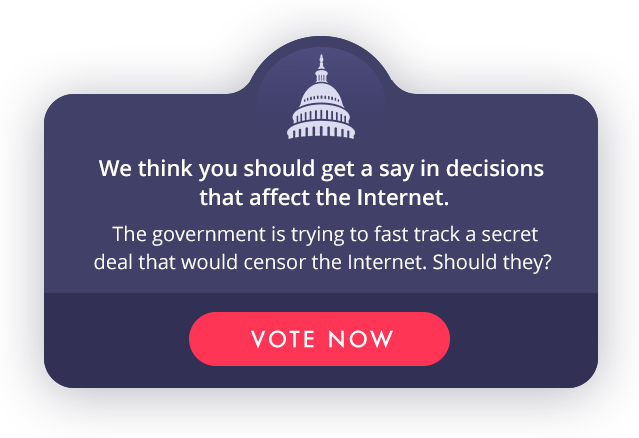 We think you should get a say in decisions
that affect the Internet.
The government is trying to fast track a secret
deal that would censor the Internet. Should they?
VOTE NOW